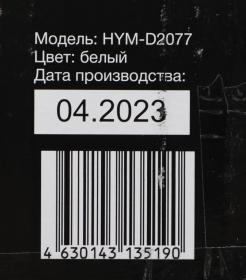 Модель: HYM-D2077
Цвет: белый
Дата производства:
04.2023
4 630143 135190